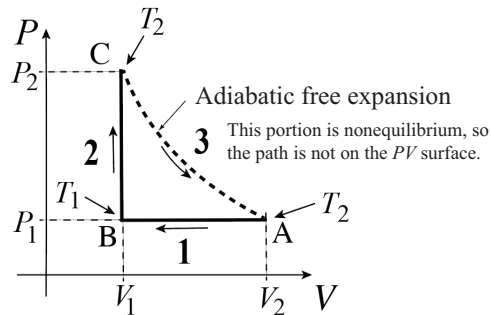 P
C
T₂
P₂
Adiabatic free expansion
This portion is nonequilibrium, so
the path is not on the PV surface.
3
2
T₁
T₂
P₁
B
A
1
V₁
V₂
V